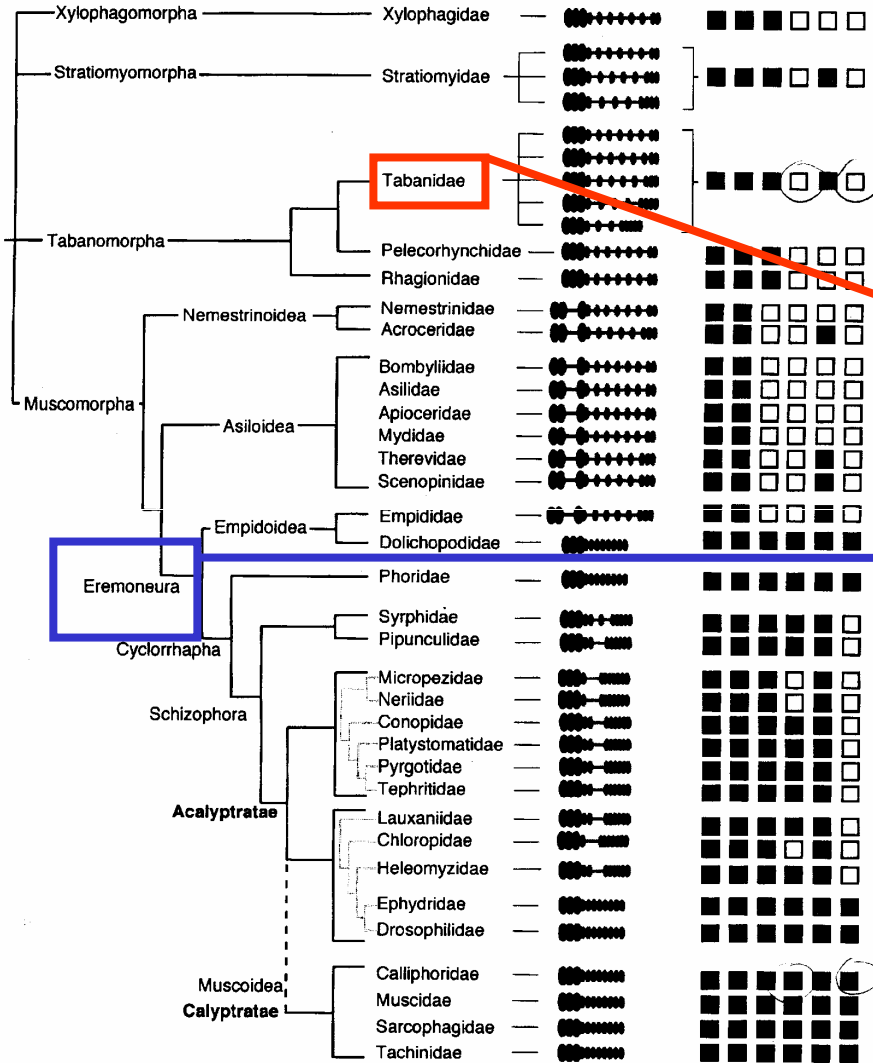 Xylophagomorpha Xylophagidae
Stratiomyomorpha Stratiomyidae
Tabanidae
Tabanomorpha
Pelecorhynchidae
Rhagionidae
Nemestrinoidea Nemestrinidae
Acroceridae
Muscomorpha
Bombyliidae
Asilidae
Asiloidea Apioceridae
Mydidae
Therevidae
Scenopinidae
Empidoidea Empididae
Dolichopodidae
Eremoneura Phoridae
Syrphidae
Cyclorrhapha Pipunculidae
Micropezidae
Neriidae
Schizophora Conopidae
Platystomatidae
Pyrgotidae
Tephritidae
Acalyptratae Lauxaniidae
Chloropidae
Heleomyzidae
Ephydridae
Drosophilidae
Muscoidea Calliphoridae
Calyptratae Muscidae
Sarcophagidae
Tachinidae